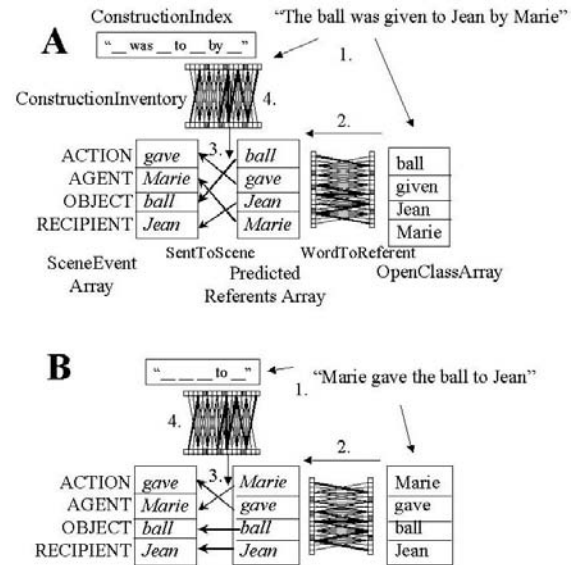 ConstructionIndex
"The ball was given to Jean by Marie"
A
"__ was __ to __ by __"
1.
ConstructionInventory
4.
2.
3.
ACTION gave ball
AGENT Marie gave
OBJECT ball Jean
RECIPIENT Jean Marie
ball
given
Jean
Marie
SceneEvent
Array
SentToScene
Predicted
Referents Array
WordToReferent
OpenClassArray
B
"__ __ __ to __"
"Marie gave the ball to Jean"
1.
4.
2.
3.
ACTION gave Marie Marie
AGENT Marie gave gave
OBJECT ball ball ball
RECIPIENT Jean Jean Jean